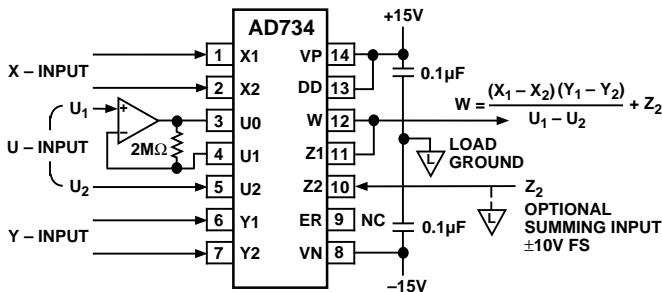 AD734
X – INPUT
U – INPUT
Y – INPUT
U1
U2
+
–
2MΩ
1 X1
2 X2
3 U0
4 U1
5 U2
6 Y1
7 Y2
VP 14
DD 13
W 12
Z1 11
Z2 10
ER 9 NC
VN 8
+15V
0.1µF
L LOAD
GROUND
0.1µF
–15V
W = (X1 – X2)(Y1 – Y2) / U1 – U2 + Z2
Z2
L
OPTIONAL
SUMMING INPUT
±10V FS